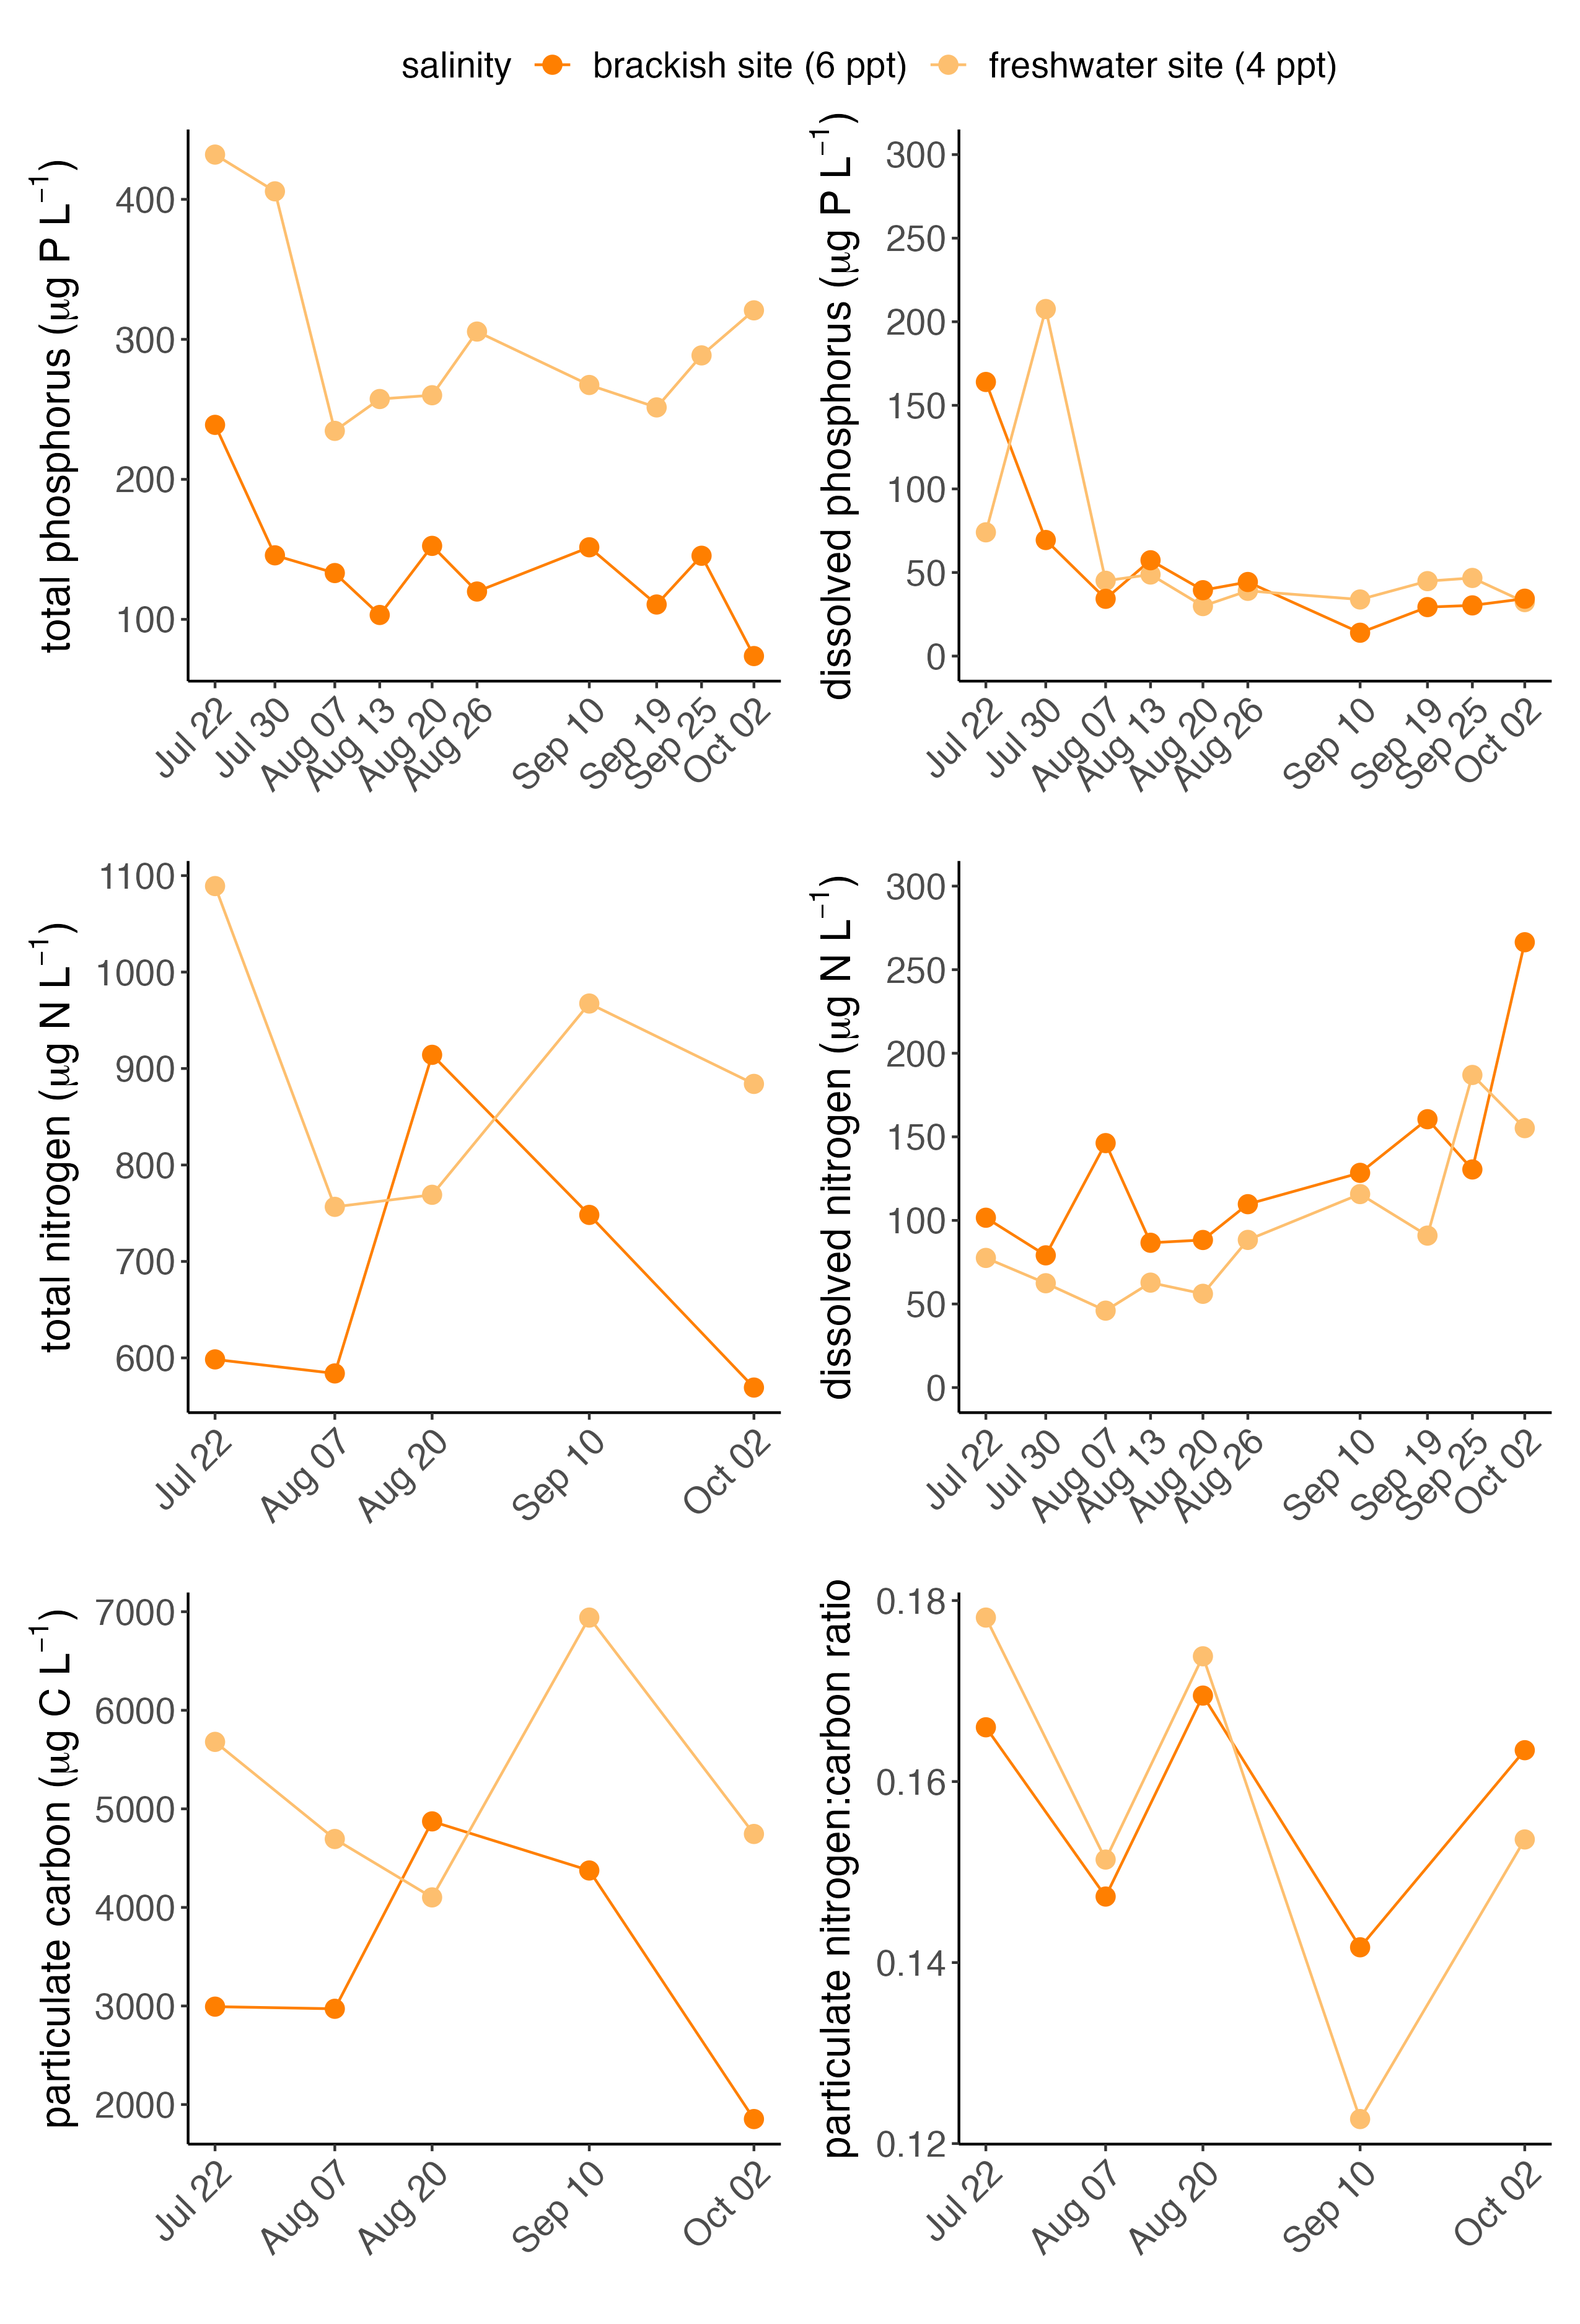 salinity brackish site (6 ppt) freshwater site (4 ppt)
total phosphorus (μg P L⁻¹)
400
300
200
100
Jul 22
Jul 30
Aug 07
Aug 13
Aug 20
Aug 26
Sep 10
Sep 19
Sep 25
Oct 02
dissolved phosphorus (μg P L⁻¹)
300
250
200
150
100
50
0
Jul 22
Jul 30
Aug 07
Aug 13
Aug 20
Aug 26
Sep 10
Sep 19
Sep 25
Oct 02
total nitrogen (μg N L⁻¹)
1100
1000
900
800
700
600
Jul 22
Aug 07
Aug 20
Sep 10
Oct 02
dissolved nitrogen (μg N L⁻¹)
300
250
200
150
100
50
0
Jul 22
Jul 30
Aug 07
Aug 13
Aug 20
Aug 26
Sep 10
Sep 19
Sep 25
Oct 02
particulate carbon (μg C L⁻¹)
7000
6000
5000
4000
3000
2000
Jul 22
Aug 07
Aug 20
Sep 10
Oct 02
particulate nitrogen:carbon ratio
0.18
0.16
0.14
0.12
Jul 22
Aug 07
Aug 20
Sep 10
Oct 02